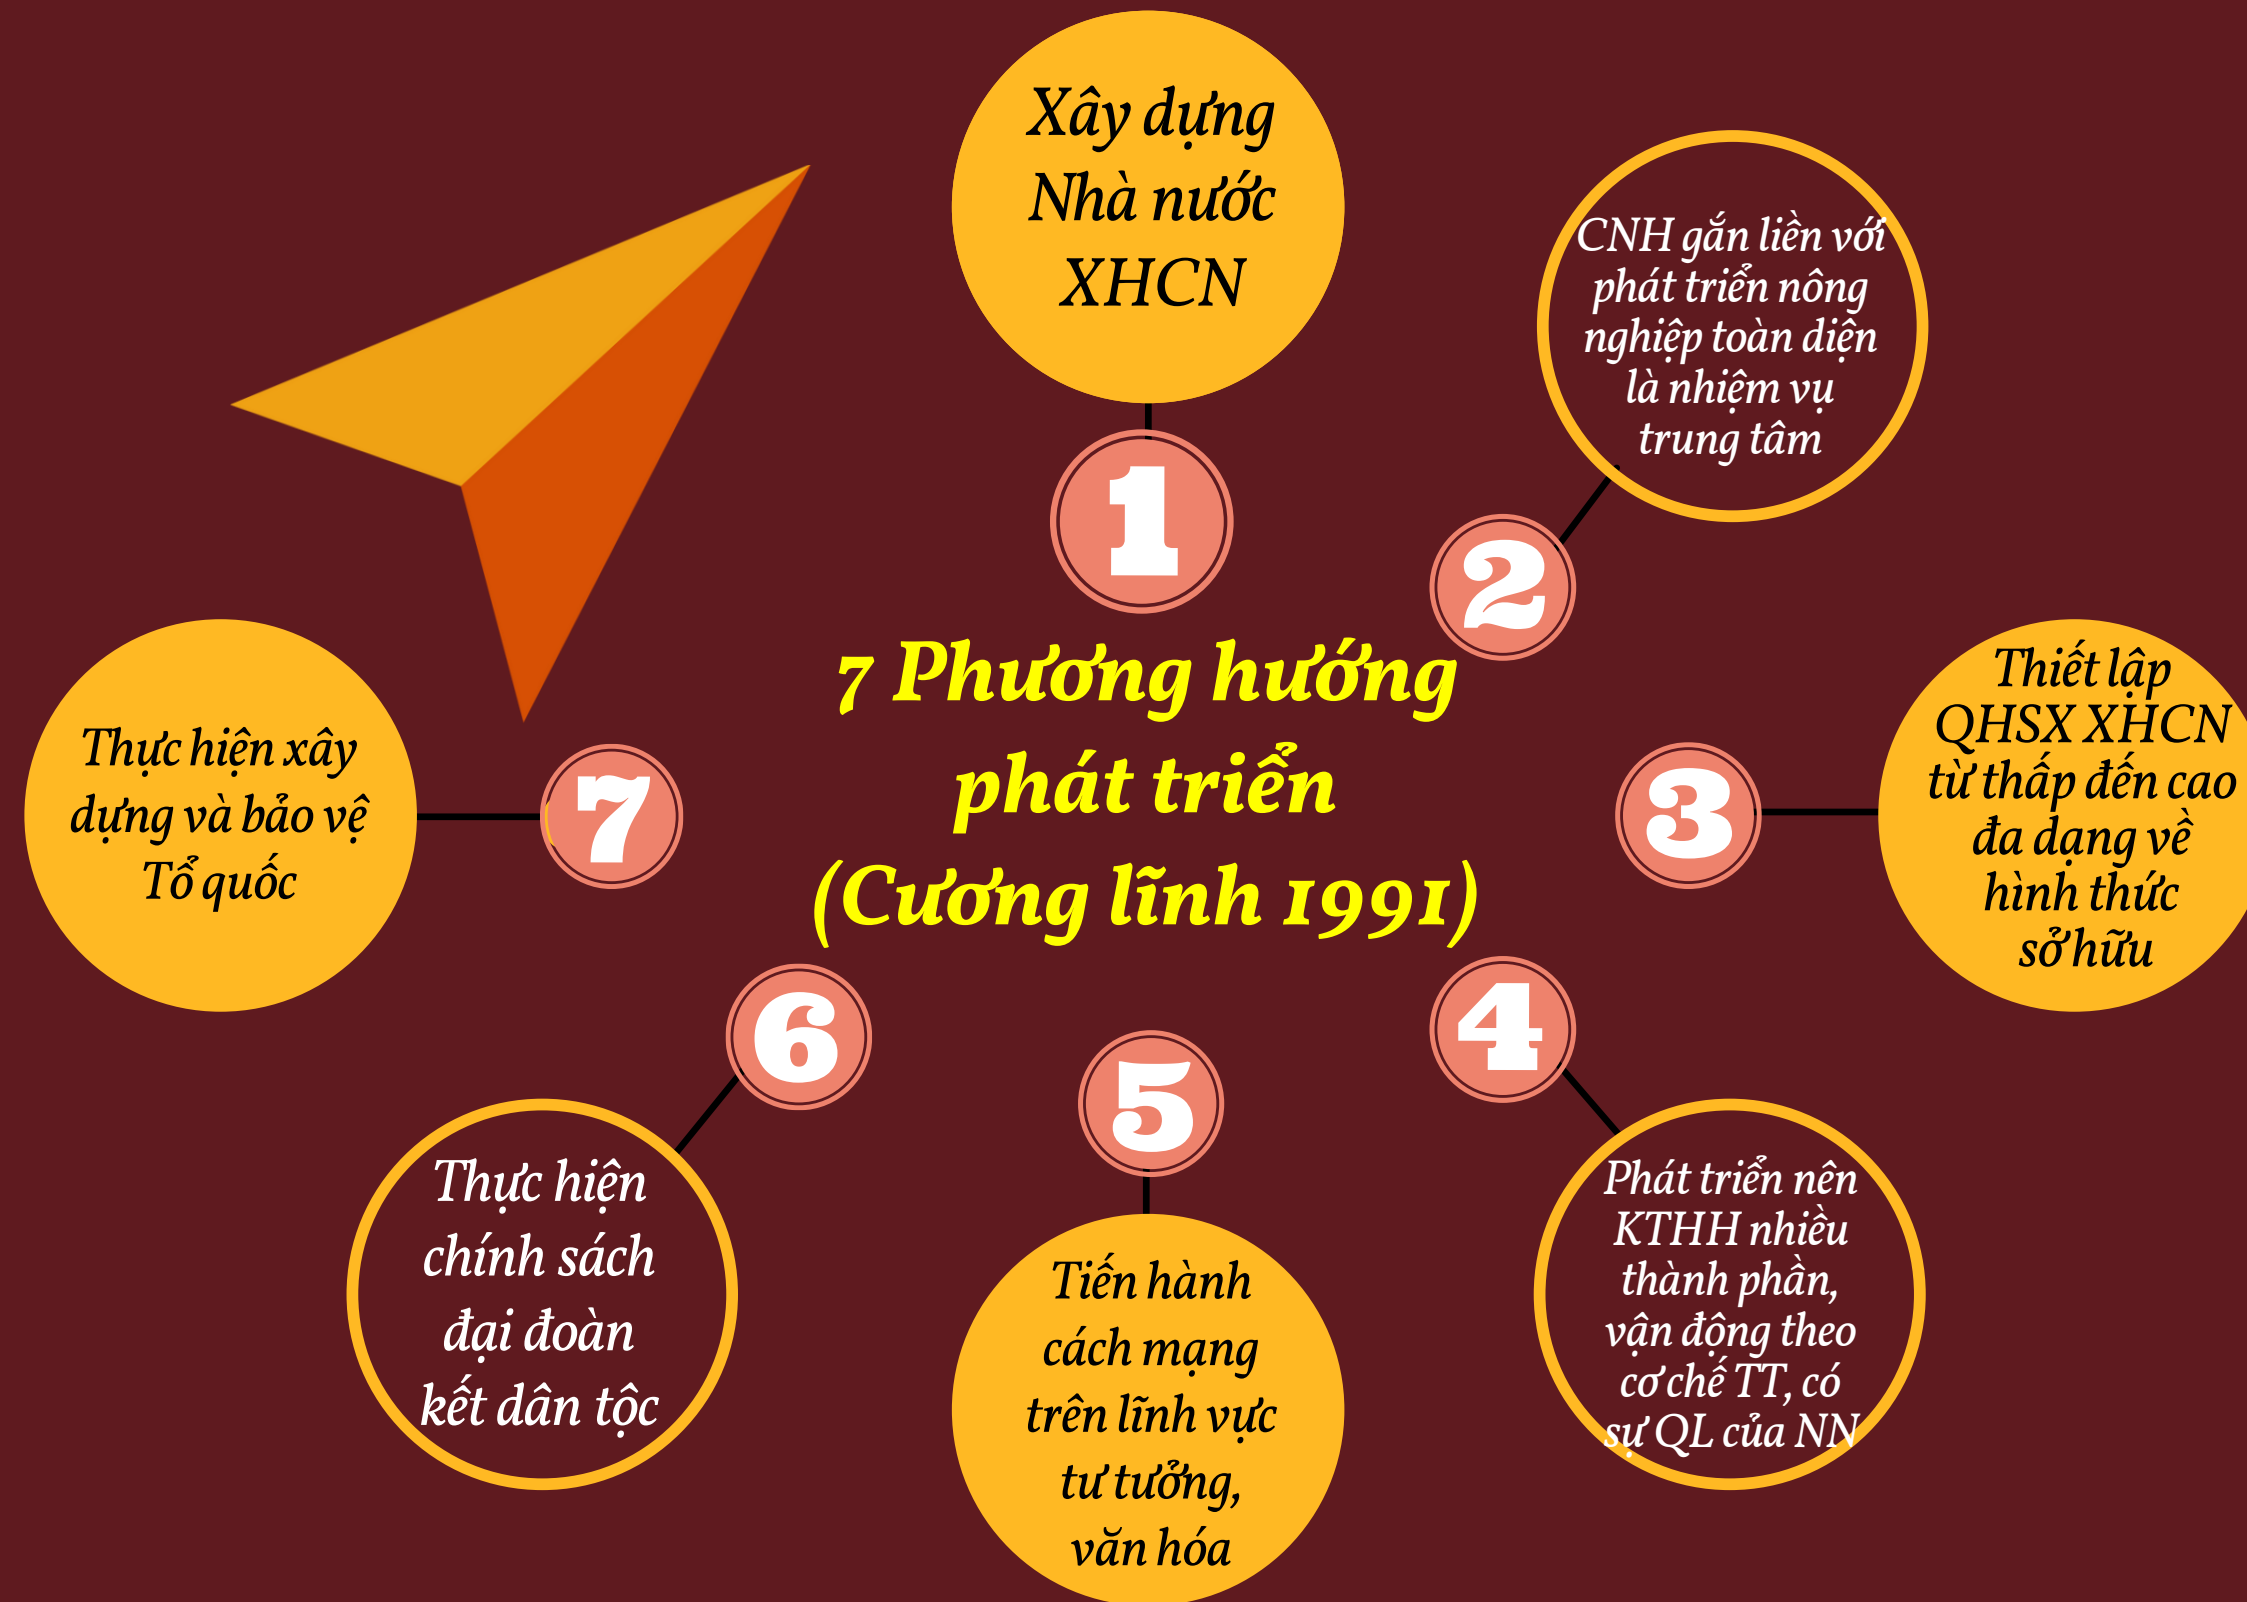 7 Phương hướng
phát triển
(Cương lĩnh 1991)
1
Xây dựng
Nhà nước
XHCN
2
CNH gắn liền với
phát triển nông
nghiệp toàn diện
là nhiệm vụ
trung tâm
3
Thiết lập
QHSX XHCN
từ thấp đến cao
đa dạng về
hình thức
sở hữu
4
Phát triển nên
KTHH nhiều
thành phần,
vận động theo
cơ chế TT, có
sự QL của NN
5
Tiến hành
cách mạng
trên lĩnh vực
tư tưởng,
văn hóa
6
Thực hiện
chính sách
đại đoàn
kết dân tộc
7
Thực hiện xây
dựng và bảo vệ
Tổ quốc